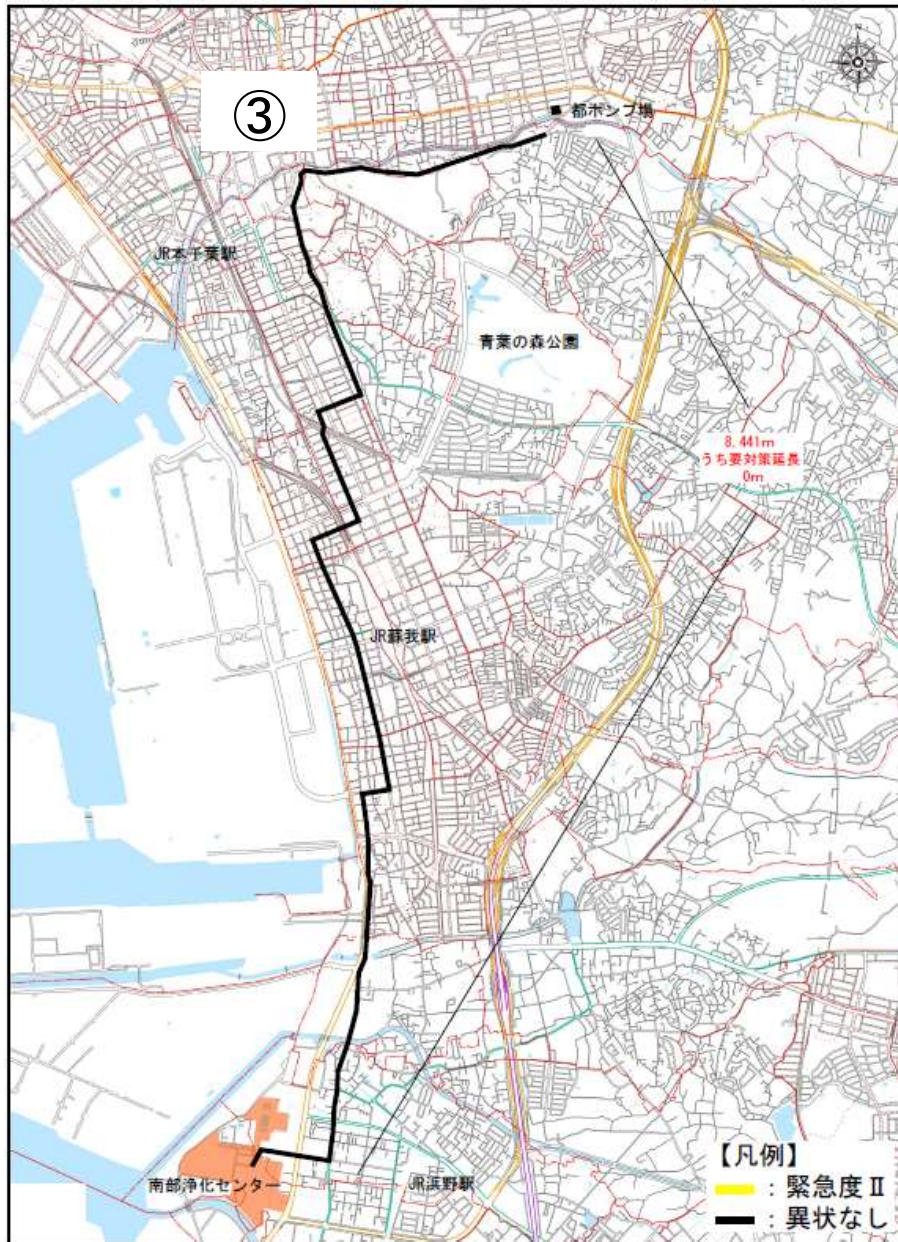 ③
都ポンプ場
JR本千葉駅
青葉の森公園
8,441m
うち要対策延長
0m
JR蘇我駅
南部浄化センター
JR浜野駅
【凡例】
：緊急度Ⅱ
：異状なし